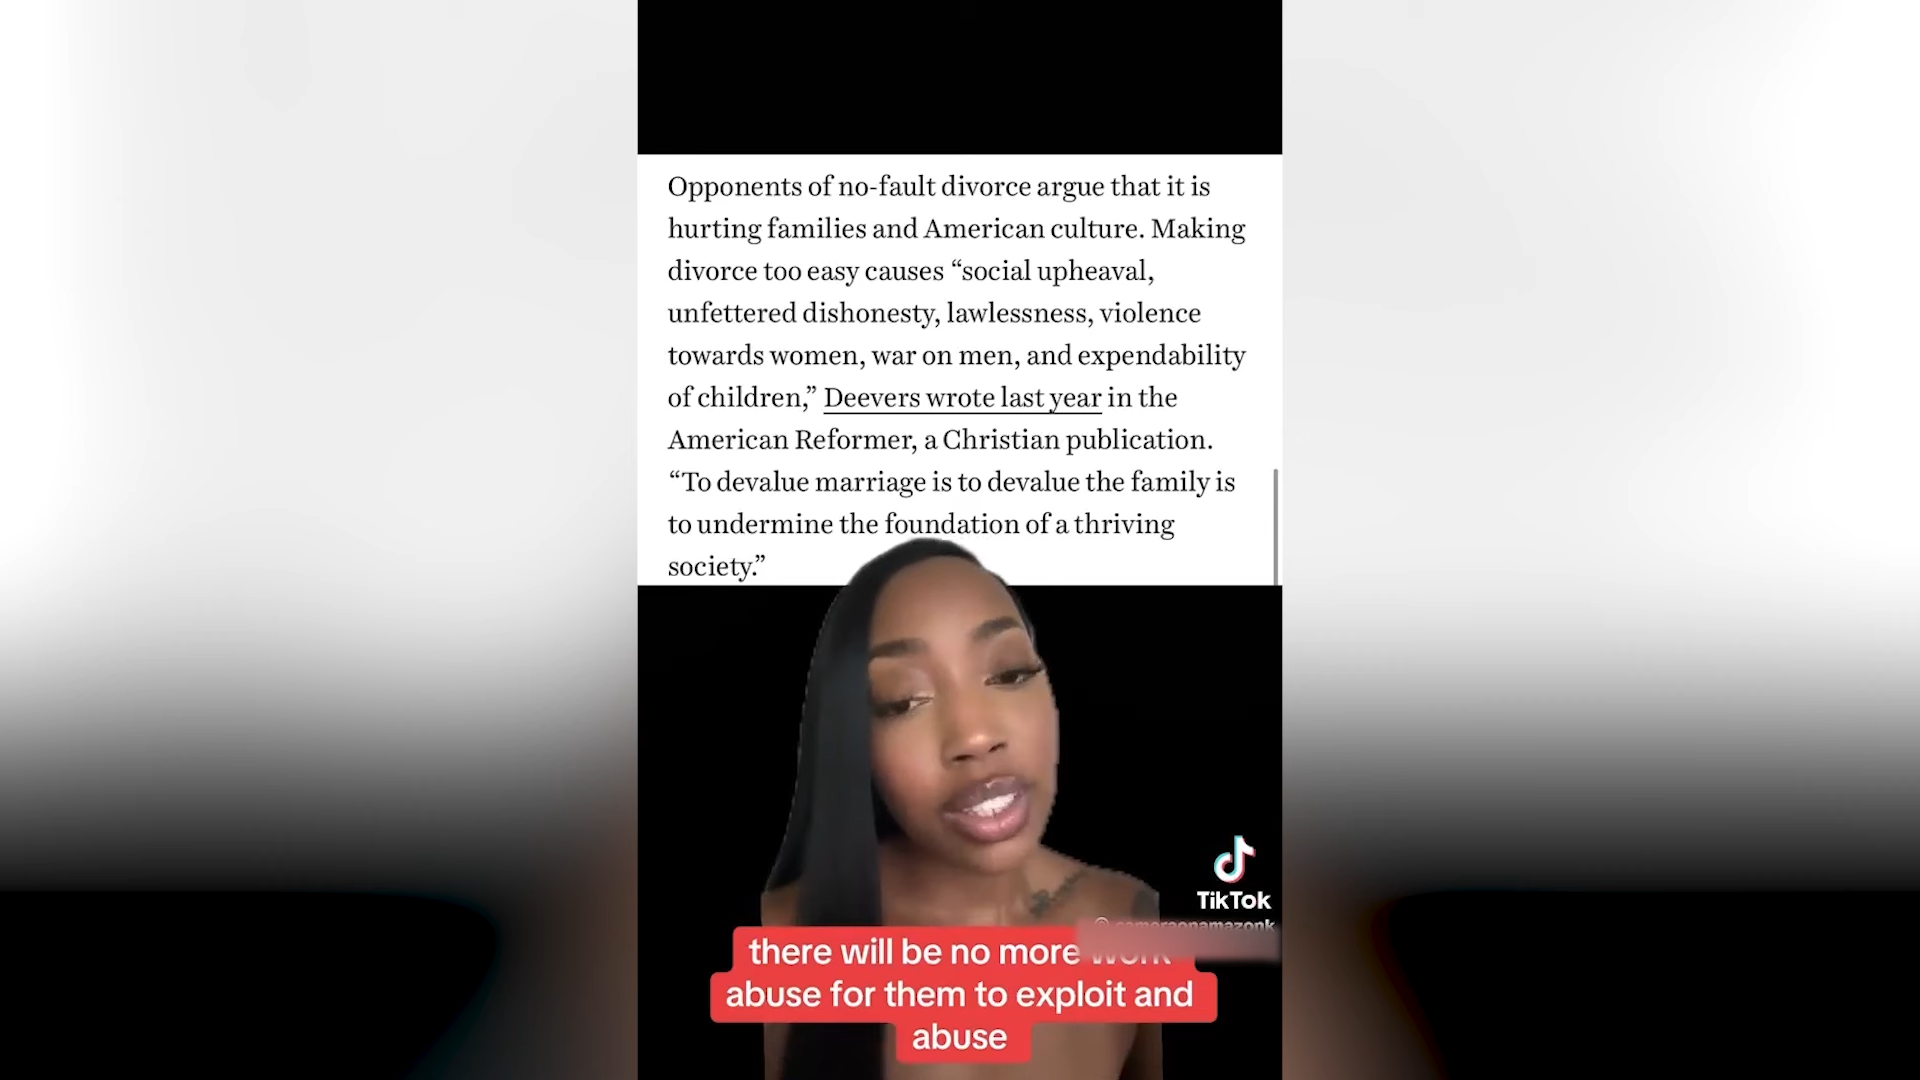 Opponents of no-fault divorce argue that it is
hurting families and American culture. Making
divorce too easy causes “social upheaval,
unfettered dishonesty, lawlessness, violence
towards women, war on men, and expendability
of children,” Deevers wrote last year in the
American Reformer, a Christian publication.
“To devalue marriage is to devalue the family is
to undermine the foundation of a thriving
society.”
TikTok
there will be no more work
abuse for them to exploit and
abuse